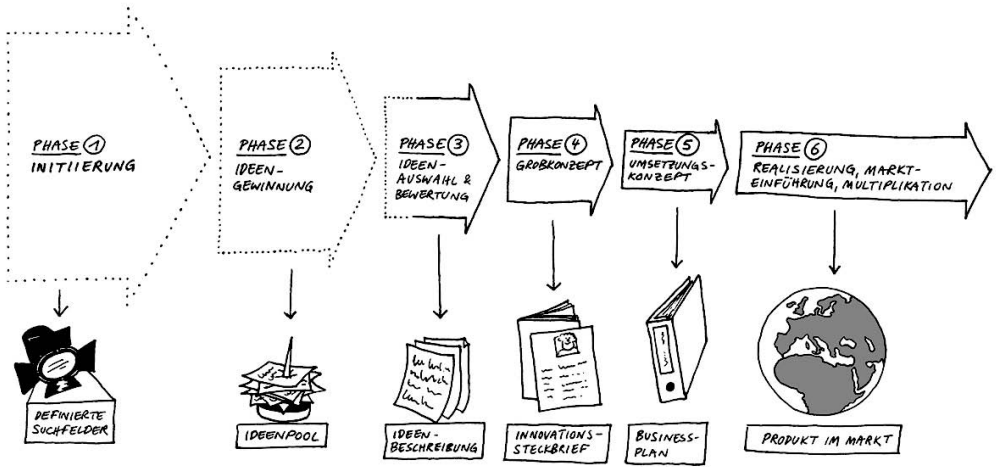 PHASE 1
INITIIERUNG
PHASE 2
IDEEN-
GEWINNUNG
PHASE 3
IDEEN-
AUSWAHL &
BEWERTUNG
PHASE 4
GROBKONZEPT
PHASE 5
UMSETZUNGS-
KONZEPT
PHASE 6
REALISIERUNG, MARKT-
EINFÜHRUNG, MULTIPLIKATION
DEFINIERTE
SUCHFELDER
IDEENPOOL
IDEEN-
BESCHREIBUNG
INNOVATIONS-
STECKBRIEF
BUSINESS-
PLAN
PRODUKT IM MARKT